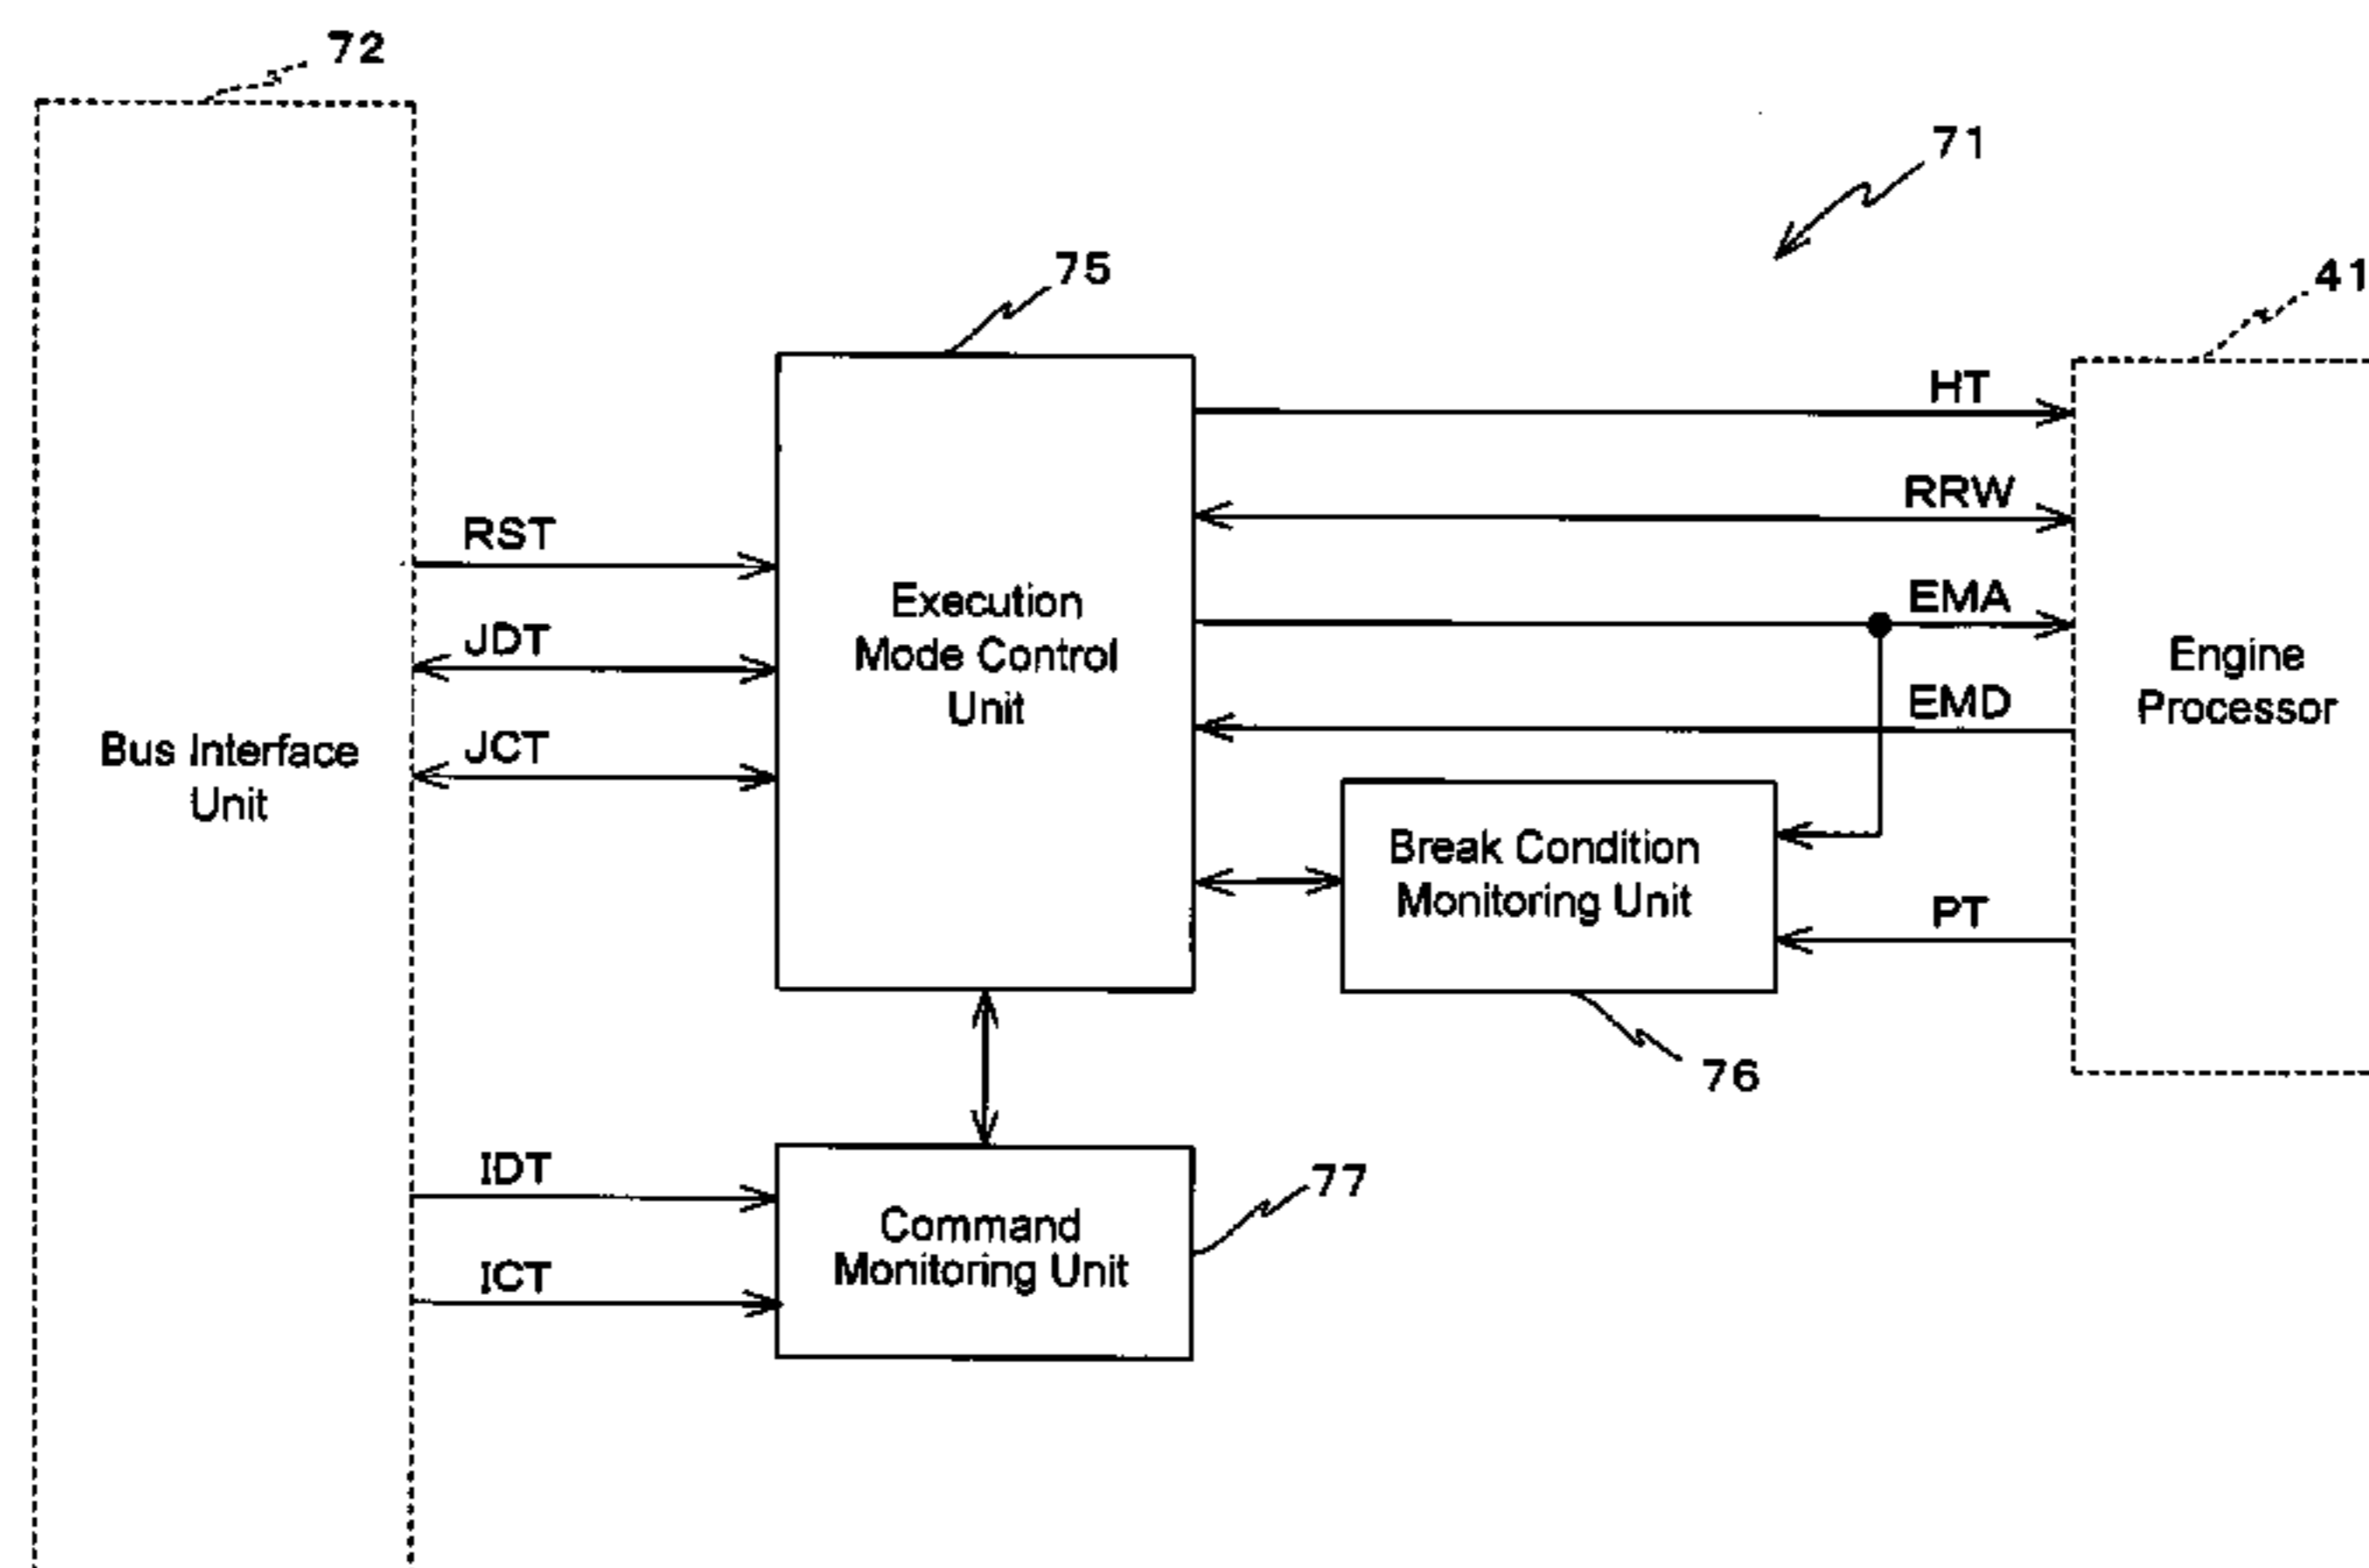 72
71
75
41
HT
RRW
RST
EMA
Execution
Mode Control
Unit
JDT
Engine
Processor
EMD
JCT
Bus Interface
Unit
Break Condition
Monitoring Unit
PT
76
IDT
77
Command
Monitoring Unit
ICT